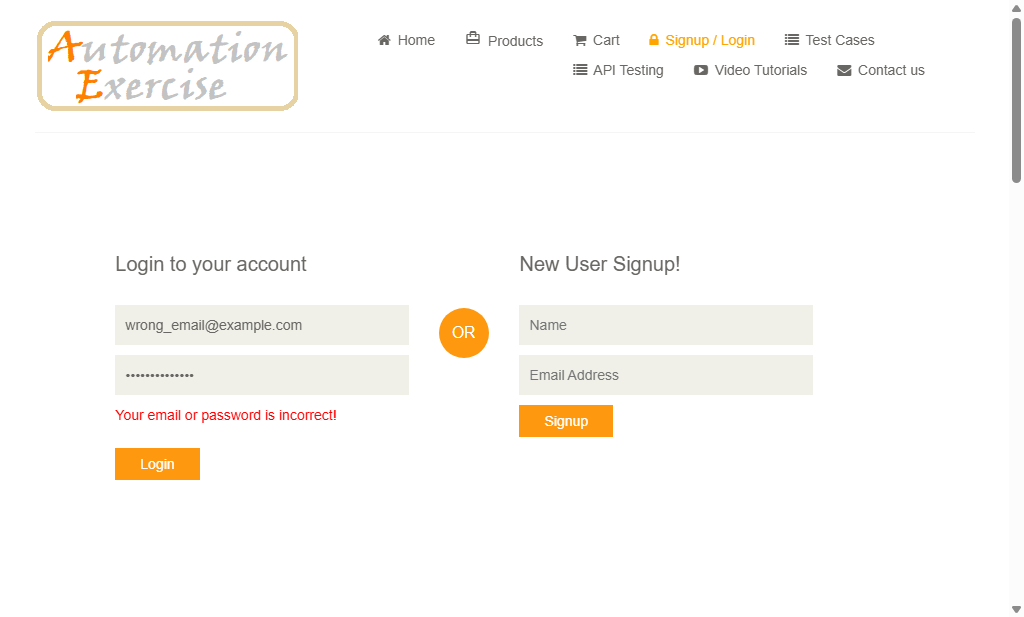 Automation
Exercise
Home Products Cart Signup / Login Test Cases
API Testing Video Tutorials Contact us
Login to your account
wrong_email@example.com
••••••••••••••
Your email or password is incorrect!
Login
OR
New User Signup!
Name
Email Address
Signup